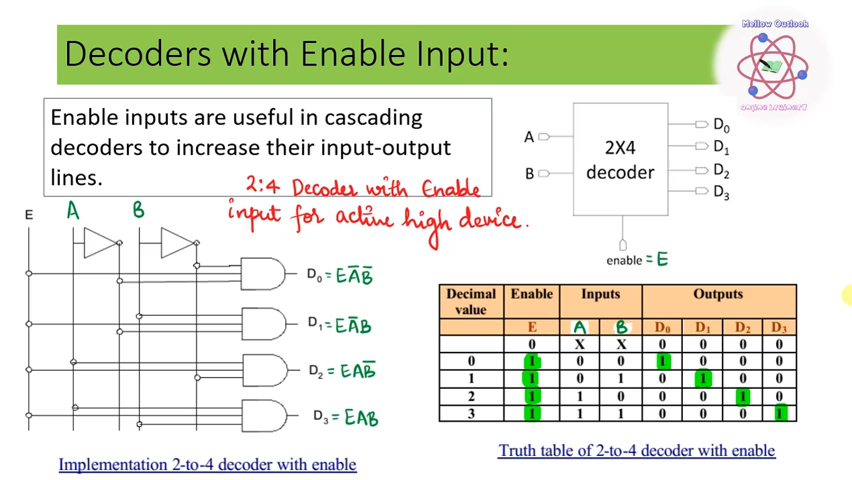 Mellow Outlook
Decoders with Enable Input:
Enable inputs are useful in cascading
decoders to increase their input-output
lines.
2:4 Decoder with Enable
input for active high device.
A
B
2X4
decoder
D₀
D₁
D₂
D₃
enable = E
E A B
D₀ = EA̅B̅
D₁ = EA̅B
D₂ = EAB̅
D₃ = EAB
Implementation 2-to-4 decoder with enable
Decimal value Enable Inputs Outputs
E A B D₀ D₁ D₂ D₃
0 X X 0 0 0 0
0 1 0 0 1 0 0 0
1 1 0 1 0 1 0 0
2 1 1 0 0 0 1 0
3 1 1 1 0 0 0 1
Truth table of 2-to-4 decoder with enable